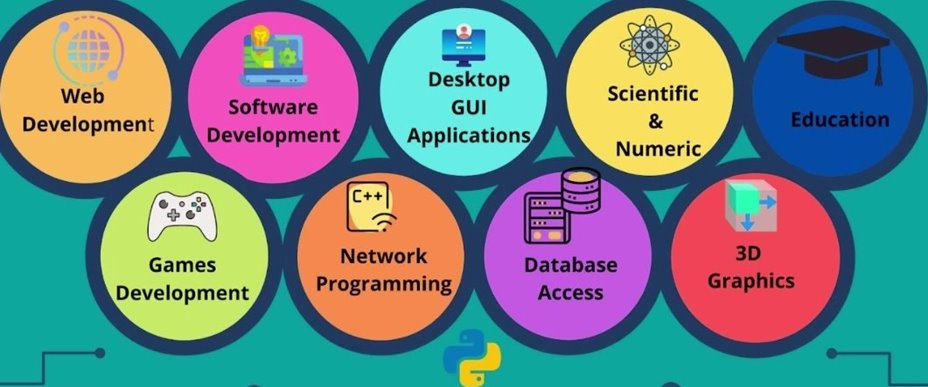 Web
Development
Software
Development
Desktop
GUI
Applications
Scientific
&
Numeric
Education
Games
Development
C++
Network
Programming
Database
Access
3D
Graphics